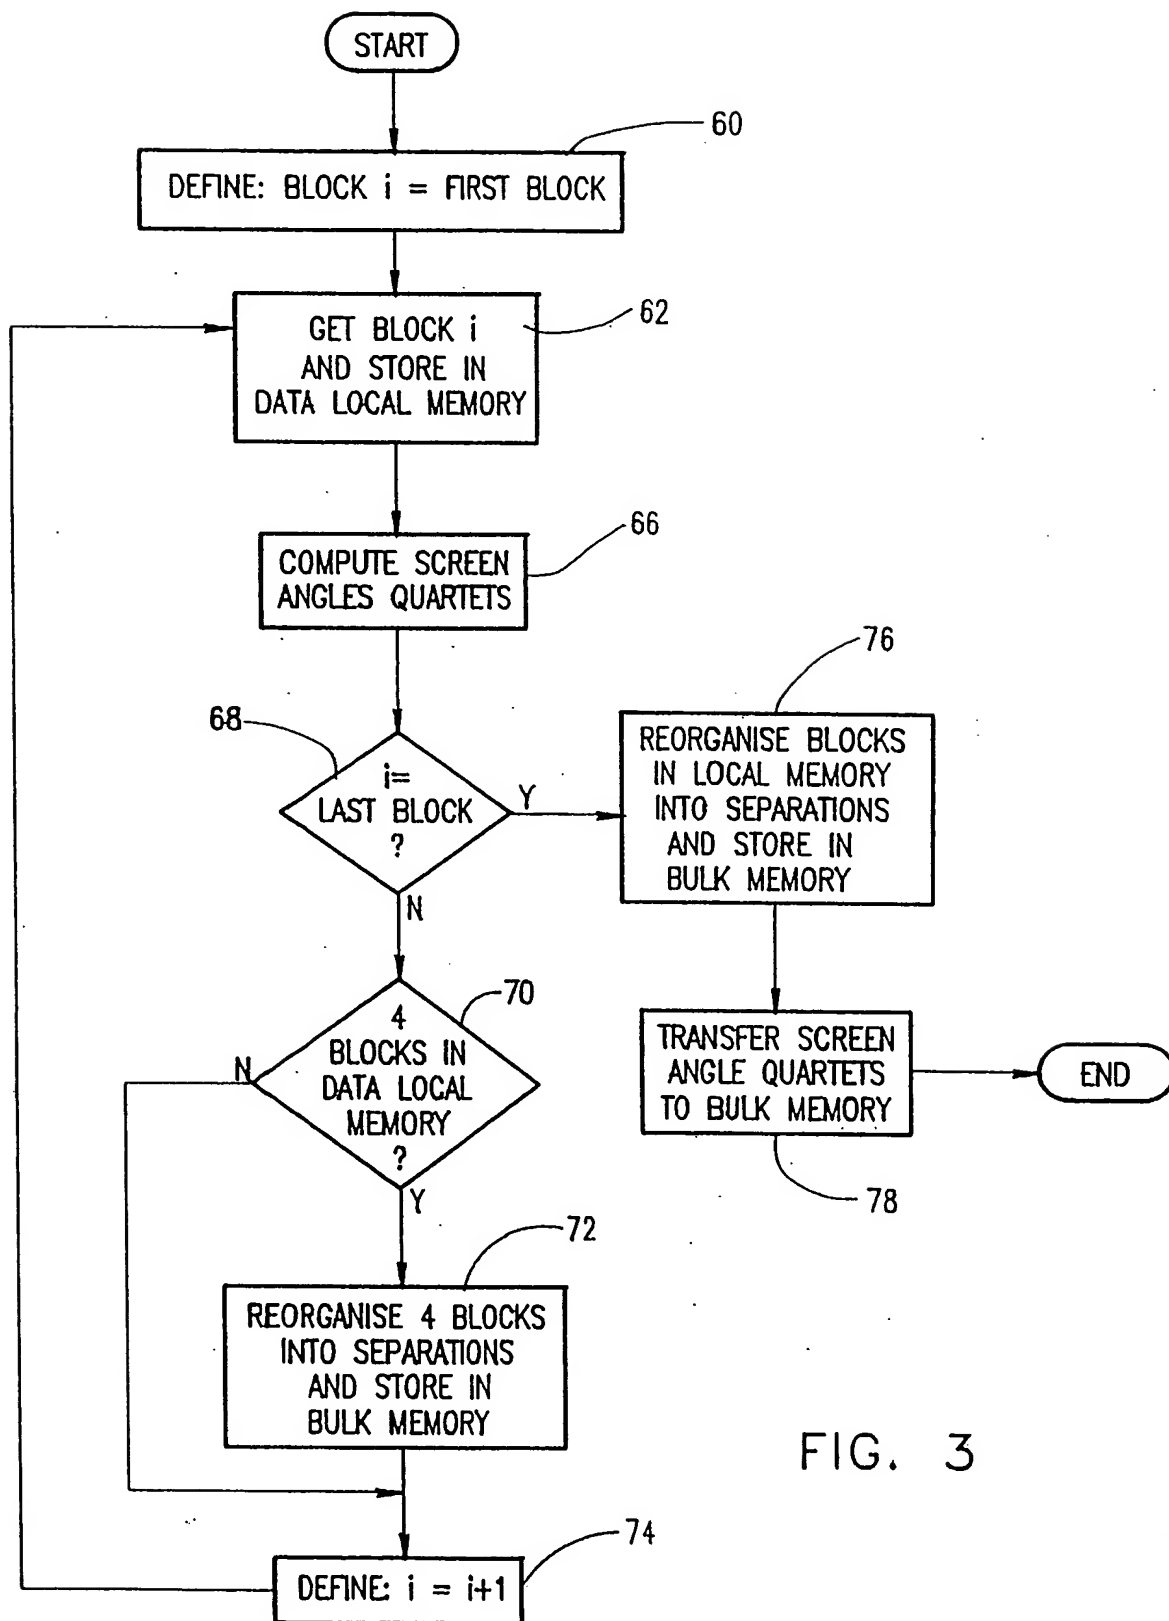 START
60
DEFINE: BLOCK i = FIRST BLOCK
GET BLOCK i
AND STORE IN
DATA LOCAL MEMORY
62
COMPUTE SCREEN
ANGLES QUARTETS
66
68
i=
LAST BLOCK
?
Y
N
76
REORGANISE BLOCKS
IN LOCAL MEMORY
INTO SEPARATIONS
AND STORE IN
BULK MEMORY
70
4
BLOCKS IN
DATA LOCAL
MEMORY
?
N
Y
TRANSFER SCREEN
ANGLE QUARTETS
TO BULK MEMORY
78
END
72
REORGANISE 4 BLOCKS
INTO SEPARATIONS
AND STORE IN
BULK MEMORY
74
DEFINE: i = i+1
FIG. 3